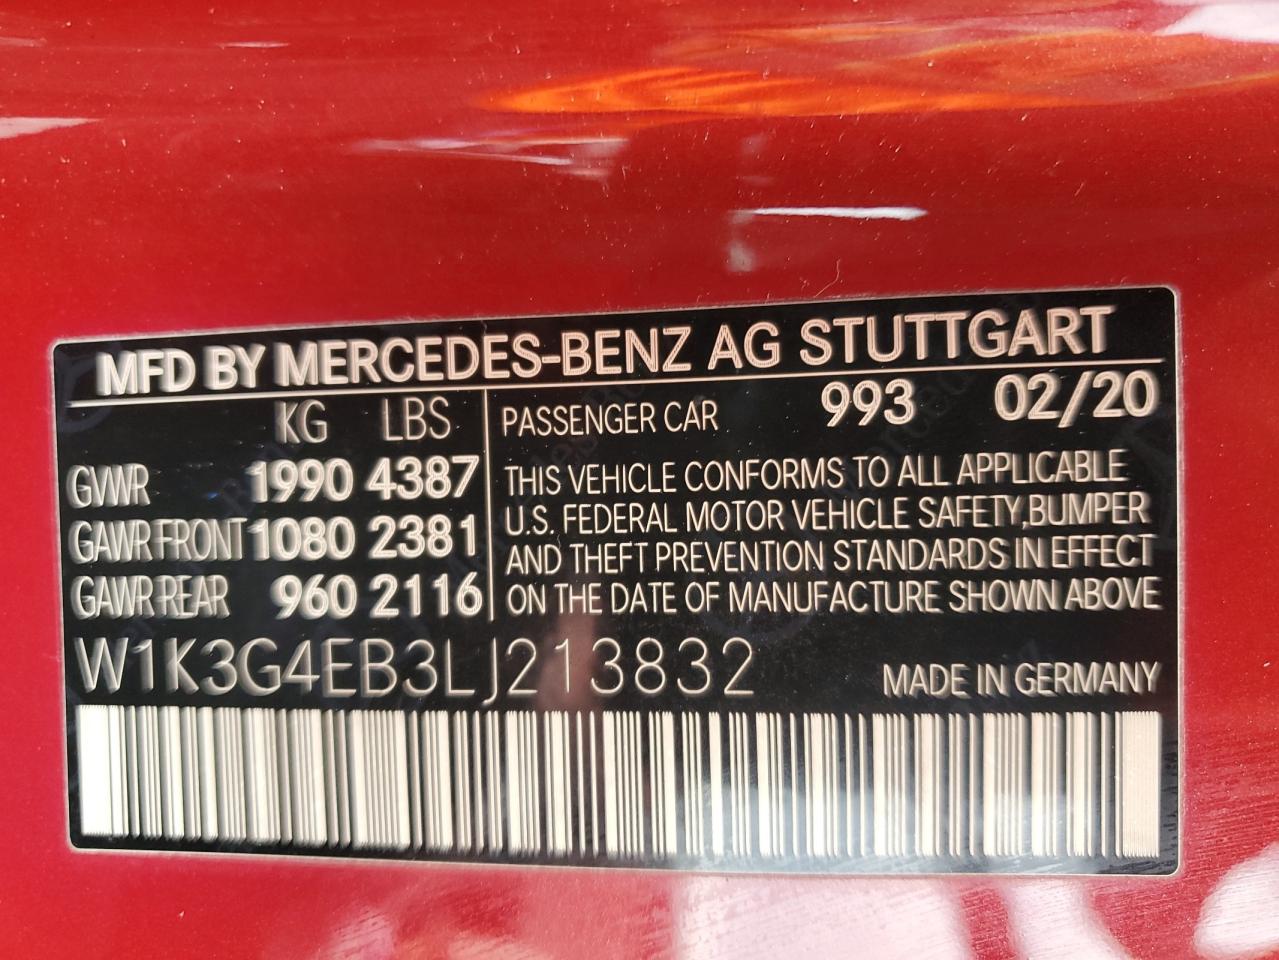 MFD BY MERCEDES-BENZ AG STUTTGART
KG LBS
GVWR 1990 4387
GAWR FRONT 1080 2381
GAWR REAR 960 2116
PASSENGER CAR 993 02/20
THIS VEHICLE CONFORMS TO ALL APPLICABLE
U.S. FEDERAL MOTOR VEHICLE SAFETY,BUMPER
AND THEFT PREVENTION STANDARDS IN EFFECT
ON THE DATE OF MANUFACTURE SHOWN ABOVE
W1K3G4EB3LJ213832 MADE IN GERMANY